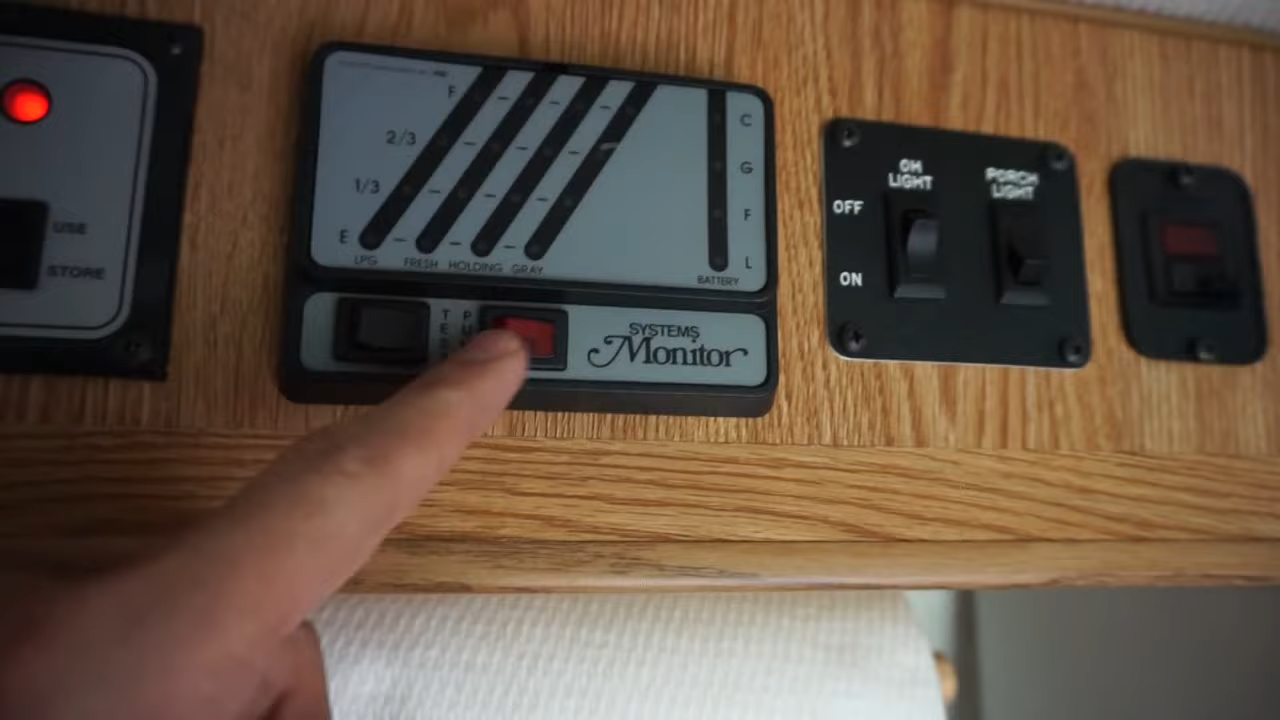 USE
STORE
F
2/3
1/3
E
LPG FRESH HOLDING GRAY
C
G
F
L
BATTERY
SYSTEMS
Monitor
OH
LIGHT
PORCH
LIGHT
OFF
ON